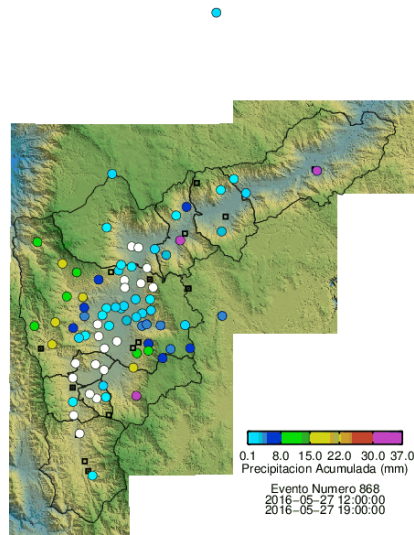 0.1 8.0 15.0 22.0 30.0 37.0
Precipitacion Acumulada (mm)
Evento Numero 868
2016-05-27 12:00:00
2016-05-27 19:00:00